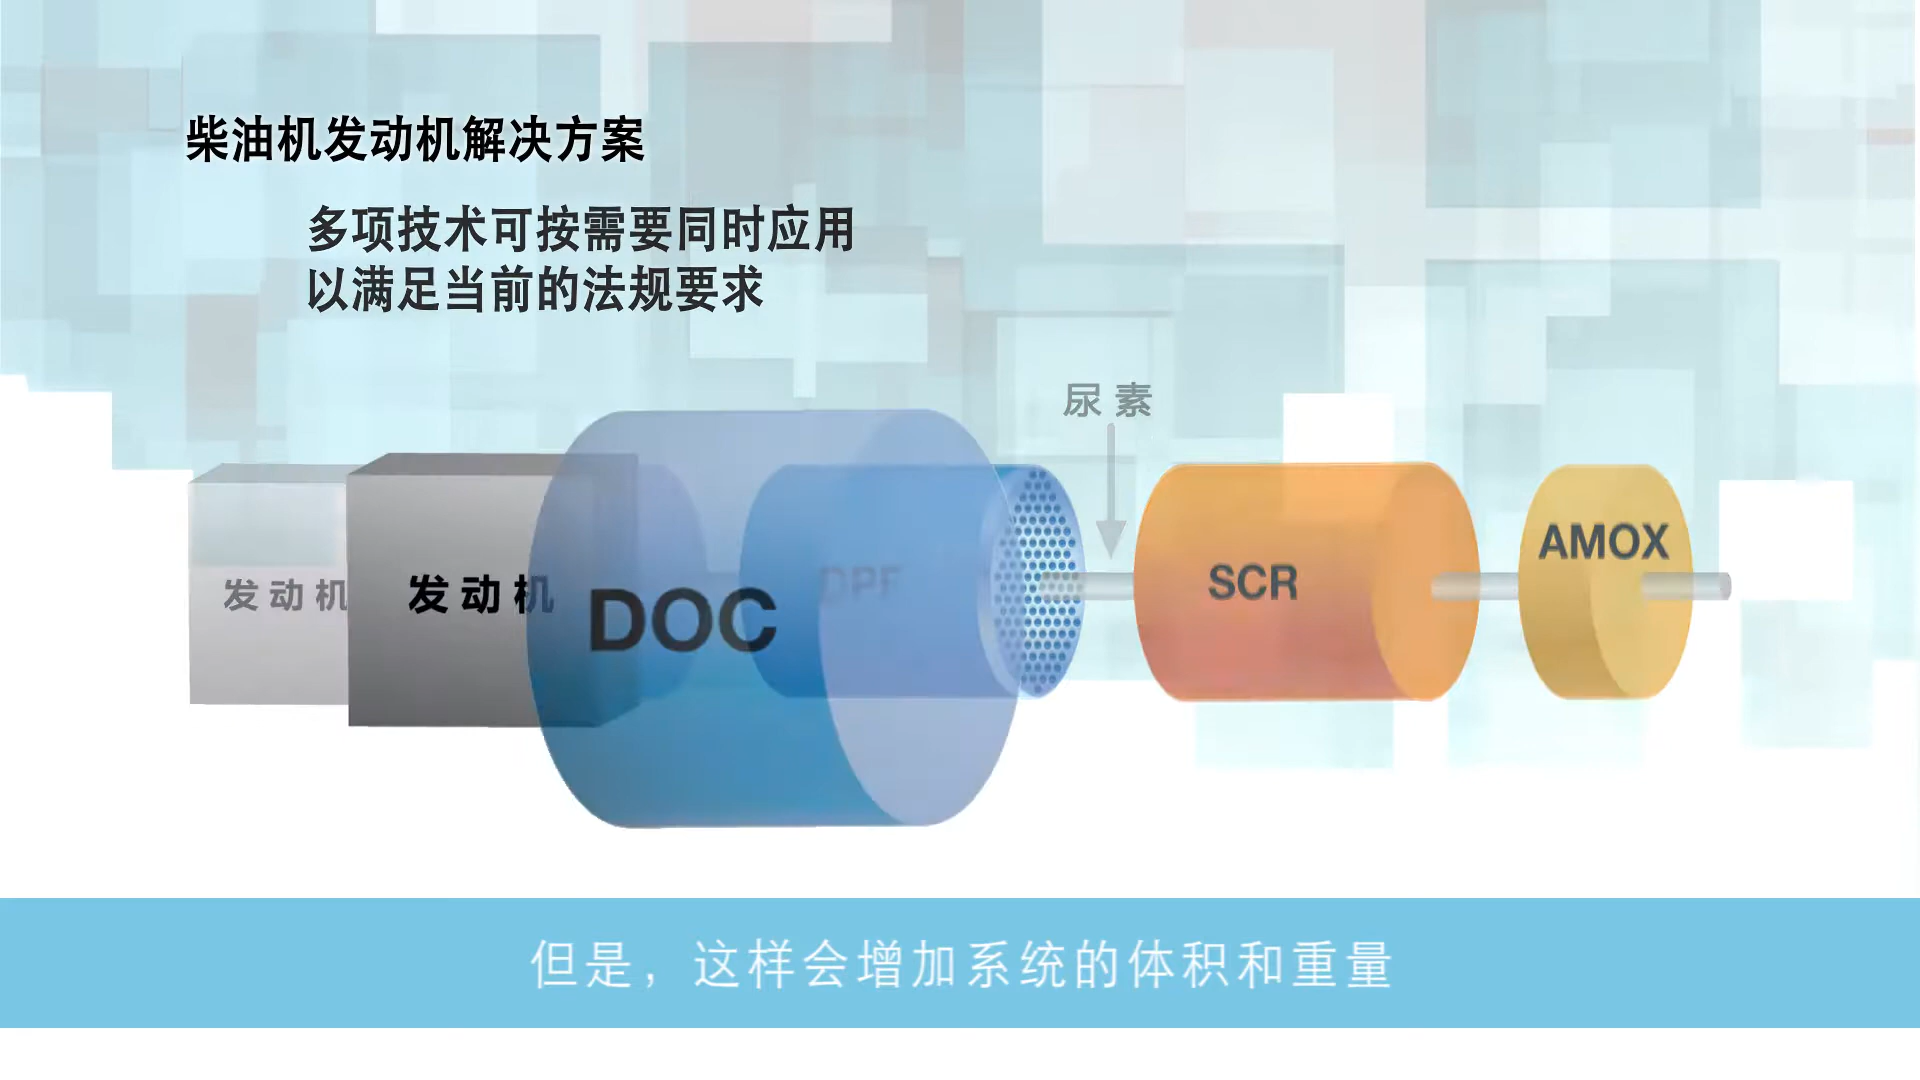 柴油机发动机解决方案
多项技术可按需要同时应用
以满足当前的法规要求
尿素
发动机
发动机
DOC
DPF
SCR
AMOX
但是，这样会增加系统的体积和重量